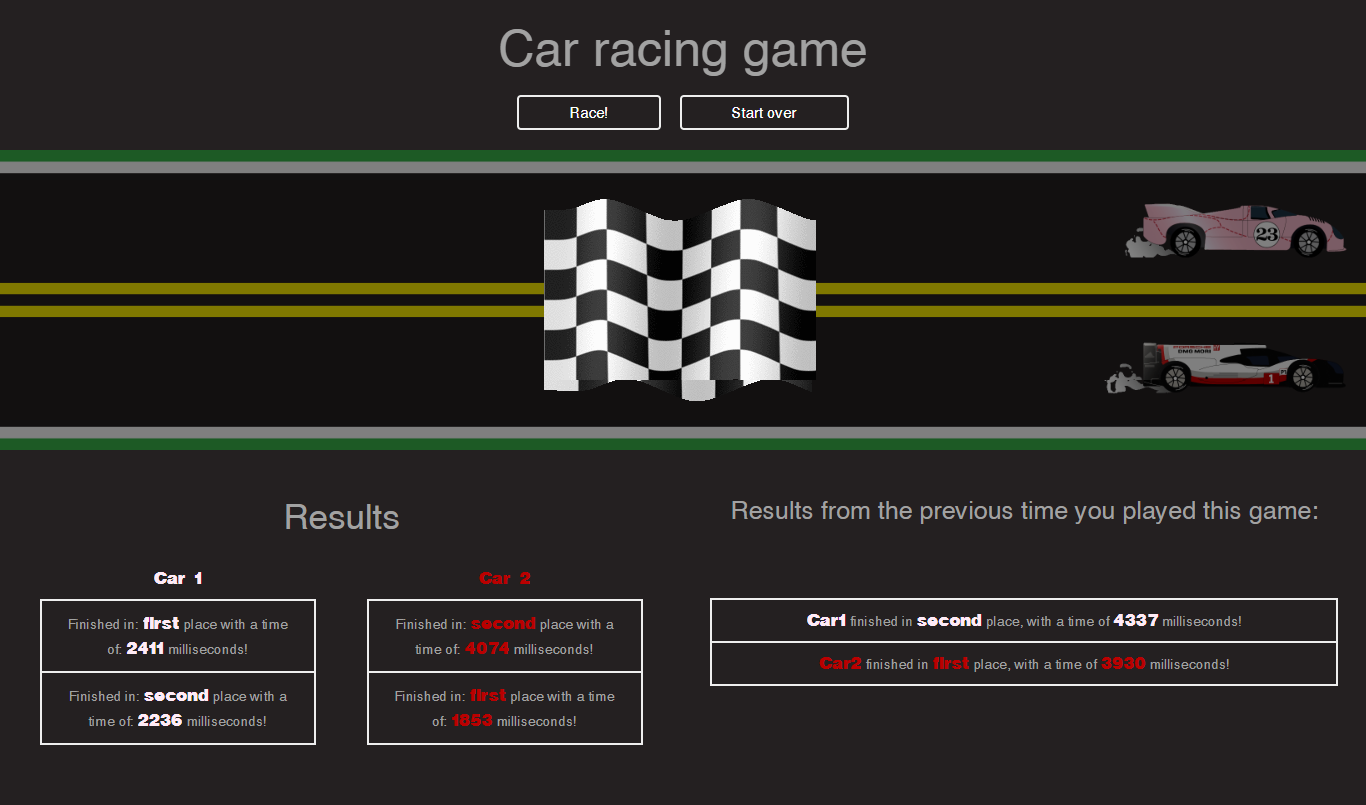 Car racing game
Race!
Start over
23
DMG MORI
1
Results
Results from the previous time you played this game:
Car 1
Finished in: first place with a time
of: 2411 milliseconds!
Finished in: second place with a
time of: 2236 milliseconds!
Car 2
Finished in: second place with a
time of: 4074 milliseconds!
Finished in: first place with a time
of: 1853 milliseconds!
Car1 finished in second place, with a time of 4337 milliseconds!
Car2 finished in first place, with a time of 3930 milliseconds!